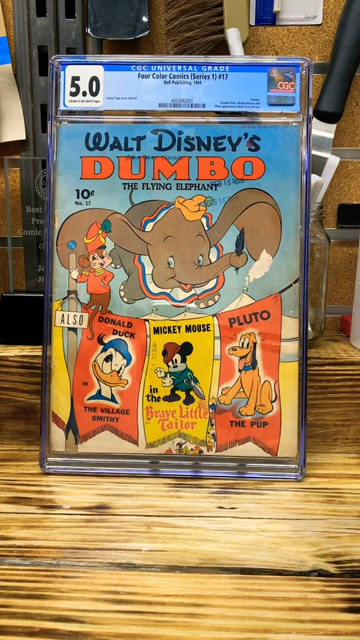 CGC UNIVERSAL GRADE
5.0
Four Color Comics (Series 1) #17
Dell Publishing, 1941
CGC
WALT DISNEY'S
DUMBO
THE FLYING ELEPHANT
10¢
No. 17
FEB 15
ALSO
DONALD
DUCK
IN
THE VILLAGE
SMITHY
MICKEY MOUSE
in
the
Brave Little
Tailor
PLUTO
THE PUP